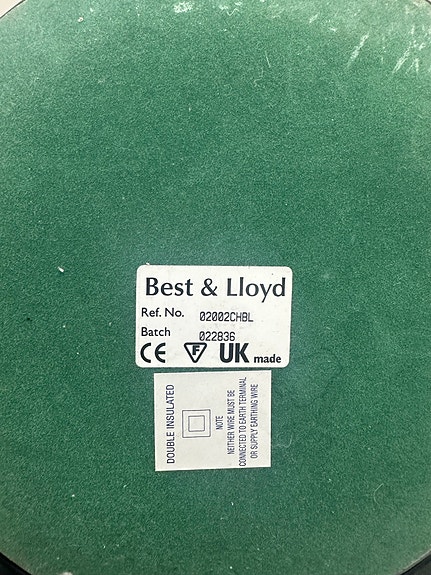 Best & Lloyd
Ref. No. 02002CHBL
Batch 022836
CE F UK made
DOUBLE INSULATED
NOTE
NEITHER WIRE MUST BE
CONNECTED TO EARTH TERMINAL
OR SUPPLY EARTHING WIRE